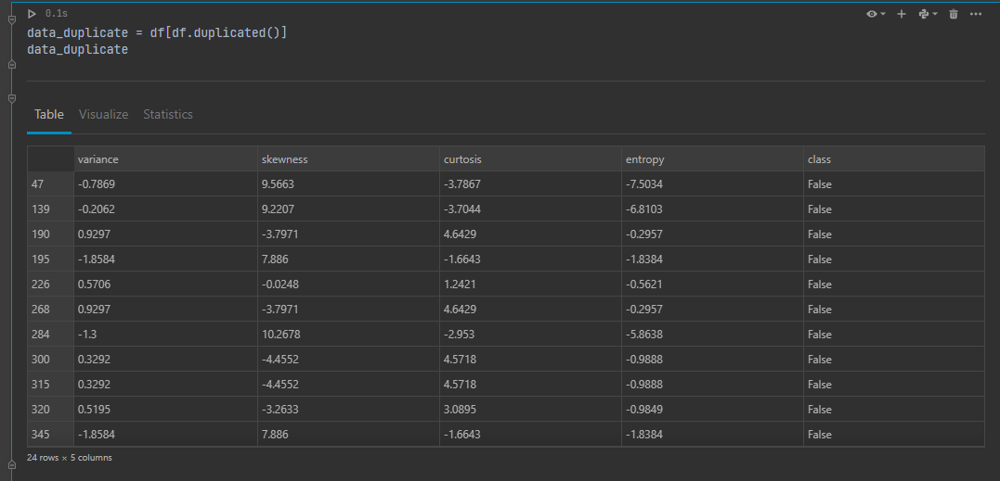 0.1s
data_duplicate = df[df.duplicated()]
data_duplicate
Table Visualize Statistics
variance skewness curtosis entropy class
47 -0.7869 9.5663 -3.7867 -7.5034 False
139 -0.2062 9.2207 -3.7044 -6.8103 False
190 0.9297 -3.7971 4.6429 -0.2957 False
195 -1.8584 7.886 -1.6643 -1.8384 False
226 0.5706 -0.0248 1.2421 -0.5621 False
268 0.9297 -3.7971 4.6429 -0.2957 False
284 -1.3 10.2678 -2.953 -5.8638 False
300 0.3292 -4.4552 4.5718 -0.9888 False
315 0.3292 -4.4552 4.5718 -0.9888 False
320 0.5195 -3.2633 3.0895 -0.9849 False
345 -1.8584 7.886 -1.6643 -1.8384 False
24 rows × 5 columns